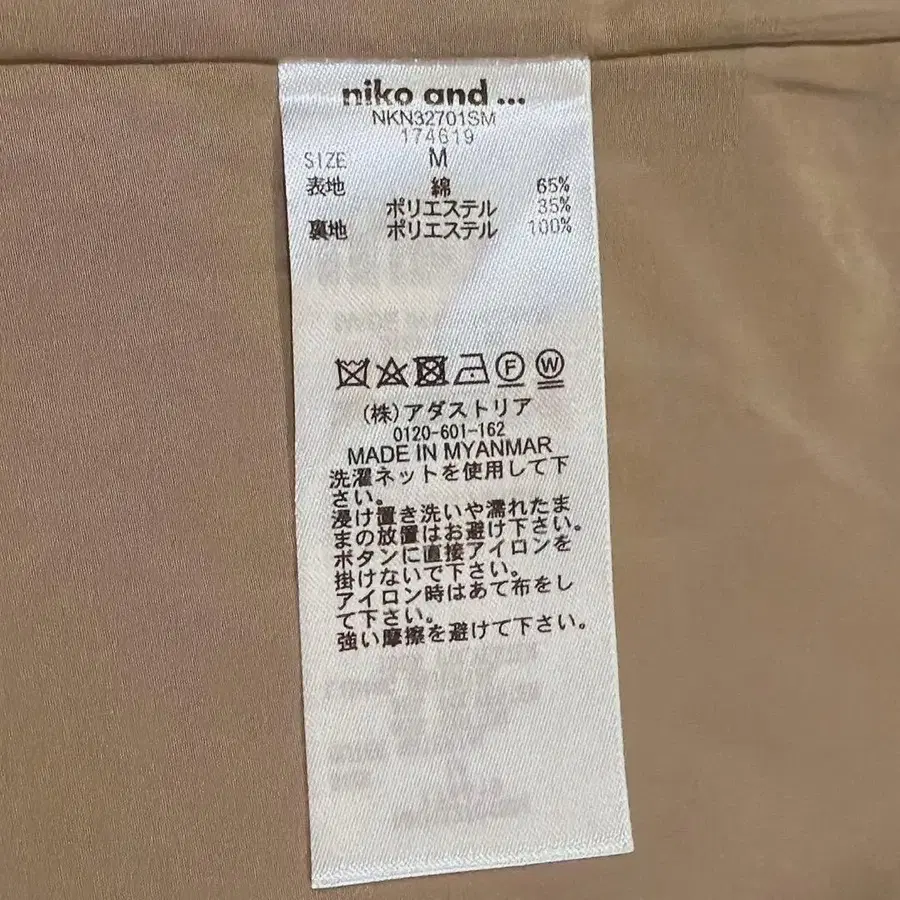 niko and ...
NKN32701SM
174619
SIZE M
表地 綿 65%
ポリエステル 35%
裏地 ポリエステル 100%
F W
(株)アダストリア
0120-601-162
MADE IN MYANMAR
洗濯ネットを使用して下
さい。
浸け置き洗いや濡れたま
まの放置はお避け下さい。
ボタンに直接アイロンを
掛けないで下さい。
アイロン時はあて布をし
て下さい。
強い摩擦を避けて下さい。